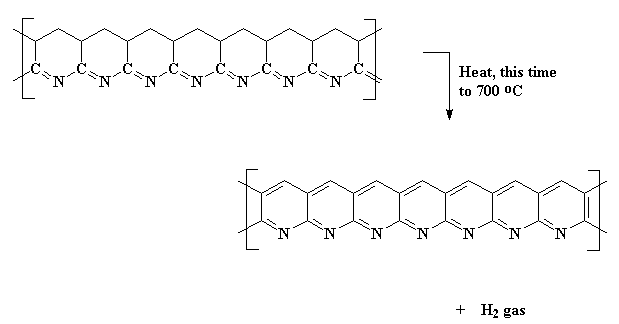 C N C N C N C N C N C N C N C
Heat, this time
to 700 ºC
N N N N N N N
+ H2 gas